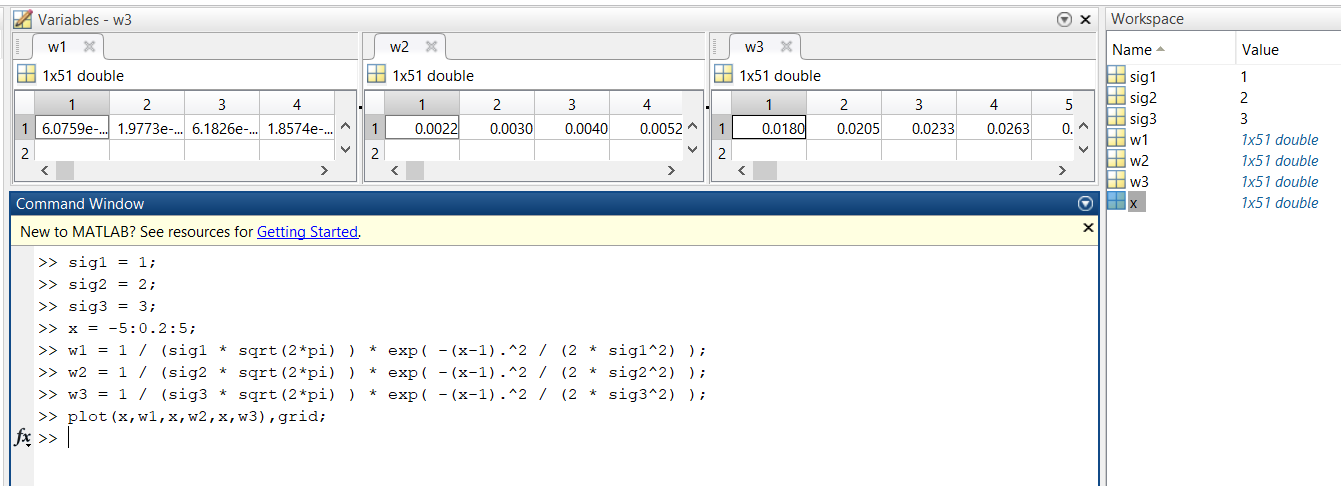 Variables - w3
w1
w2
w3
1x51 double
1x51 double
1x51 double
1 2 3 4
1 6.0759e-... 1.9773e-... 6.1826e-... 1.8574e-...
2
1 2 3 4
1 0.0022 0.0030 0.0040 0.0052
2
1 2 3 4 5
1 0.0180 0.0205 0.0233 0.0263 0.
2
Workspace
Name Value
sig1 1
sig2 2
sig3 3
w1 1x51 double
w2 1x51 double
w3 1x51 double
x 1x51 double
Command Window
New to MATLAB? See resources for Getting Started.
>> sig1 = 1;
>> sig2 = 2;
>> sig3 = 3;
>> x = -5:0.2:5;
>> w1 = 1 / (sig1 * sqrt(2*pi) ) * exp( -(x-1).^2 / (2 * sig1^2) );
>> w2 = 1 / (sig2 * sqrt(2*pi) ) * exp( -(x-1).^2 / (2 * sig2^2) );
>> w3 = 1 / (sig3 * sqrt(2*pi) ) * exp( -(x-1).^2 / (2 * sig3^2) );
>> plot(x,w1,x,w2,x,w3),grid;
fx >>